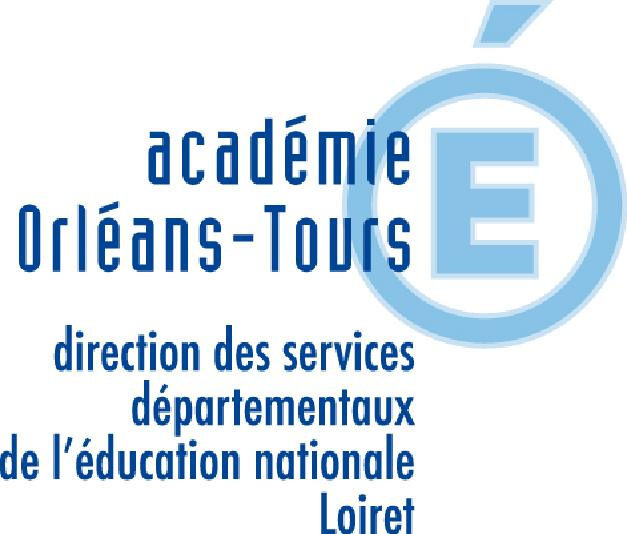 É
académie
Orléans-Tours
direction des services
départementaux
de l'éducation nationale
Loiret